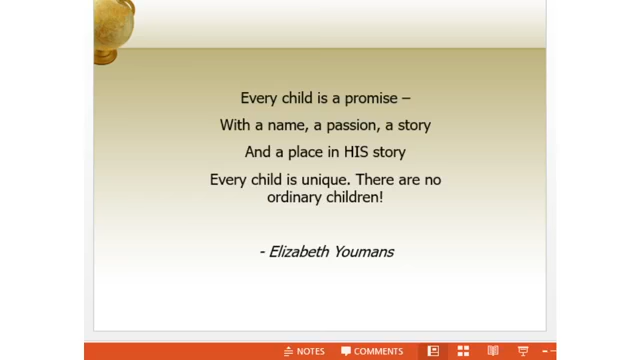 Every child is a promise –
With a name, a passion, a story
And a place in HIS story
Every child is unique. There are no
ordinary children!
- Elizabeth Youmans
NOTES COMMENTS